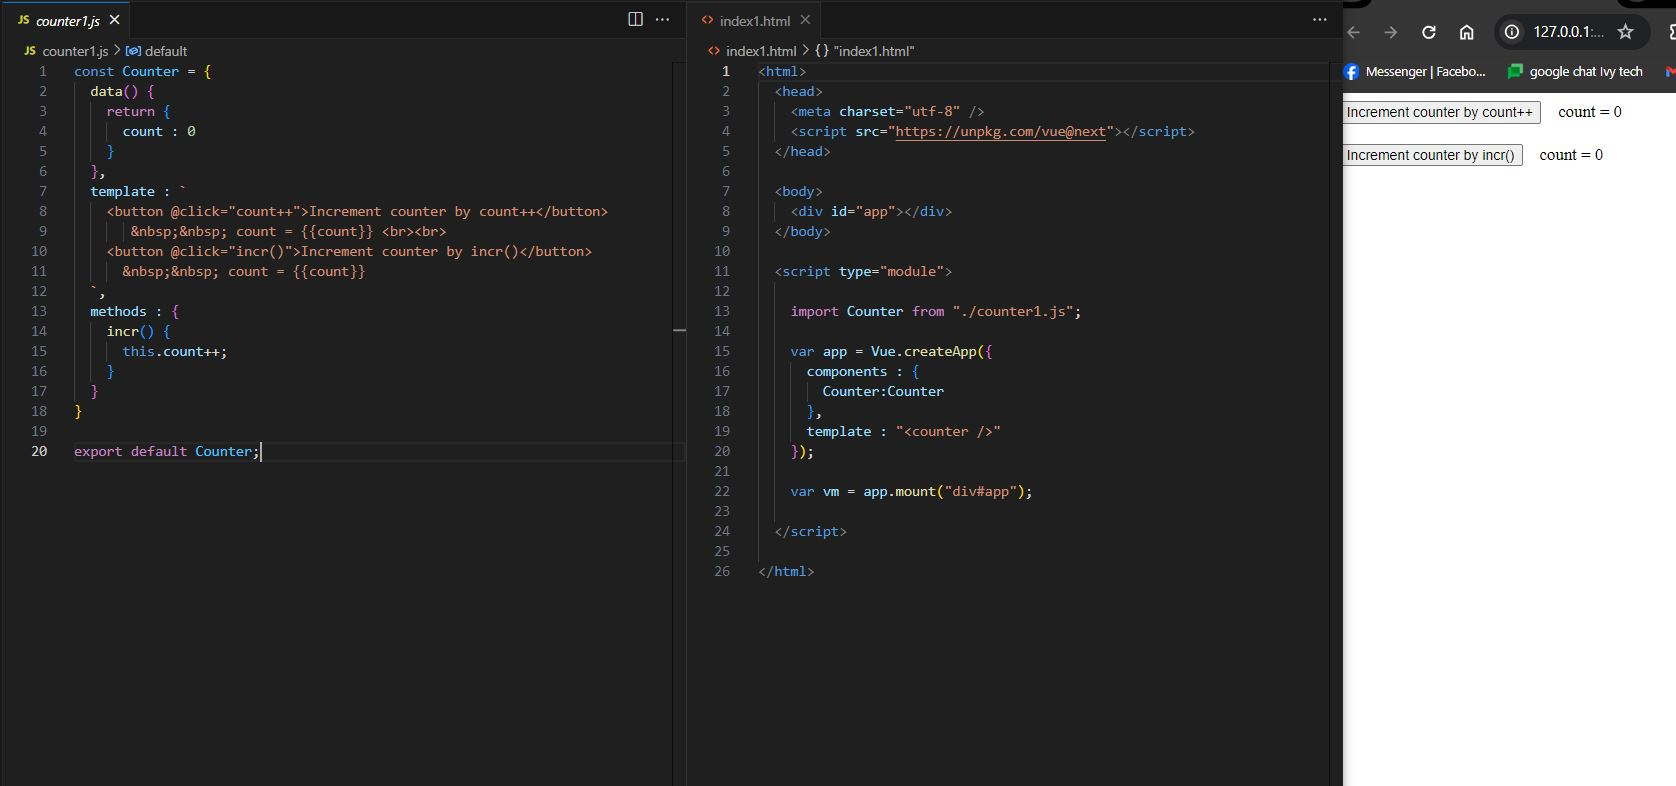 JS counter1.js
JS counter1.js > default
1 const Counter = {
2 data() {
3 return {
4 count : 0
5 }
6 },
7 template : `
8 <button @click="count++">Increment counter by count++</button>
9 &nbsp;&nbsp; count = {{count}} <br><br>
10 <button @click="incr()">Increment counter by incr()</button>
11 &nbsp;&nbsp; count = {{count}}
12 `,
13 methods : {
14 incr() {
15 this.count++;
16 }
17 }
18 }
19
20 export default Counter;
<> index1.html
<> index1.html > {} "index1.html"
1 <html>
2 <head>
3 <meta charset="utf-8" />
4 <script src="https://unpkg.com/vue@next"></script>
5 </head>
6
7 <body>
8 <div id="app"></div>
9 </body>
10
11 <script type="module">
12
13 import Counter from "./counter1.js";
14
15 var app = Vue.createApp({
16 components : {
17 Counter:Counter
18 },
19 template : "<counter />"
20 });
21
22 var vm = app.mount("div#app");
23
24 </script>
25
26 </html>
127.0.0.1:...
Messenger | Facebo...
google chat Ivy tech
Increment counter by count++ count = 0
Increment counter by incr() count = 0